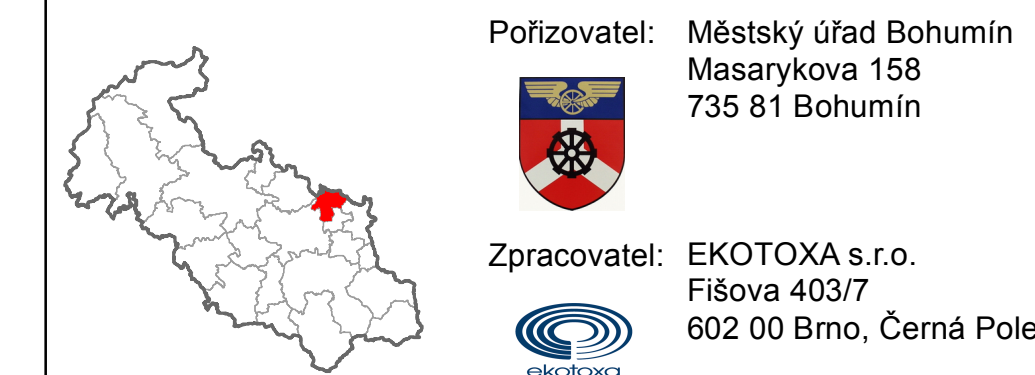 Pořizovatel: Městský úřad Bohumín
Masarykova 158
735 81 Bohumín
Zpracovatel: EKOTOXA s.r.o.
Fišova 403/7
602 00 Brno, Černá Pole
ekotoxa